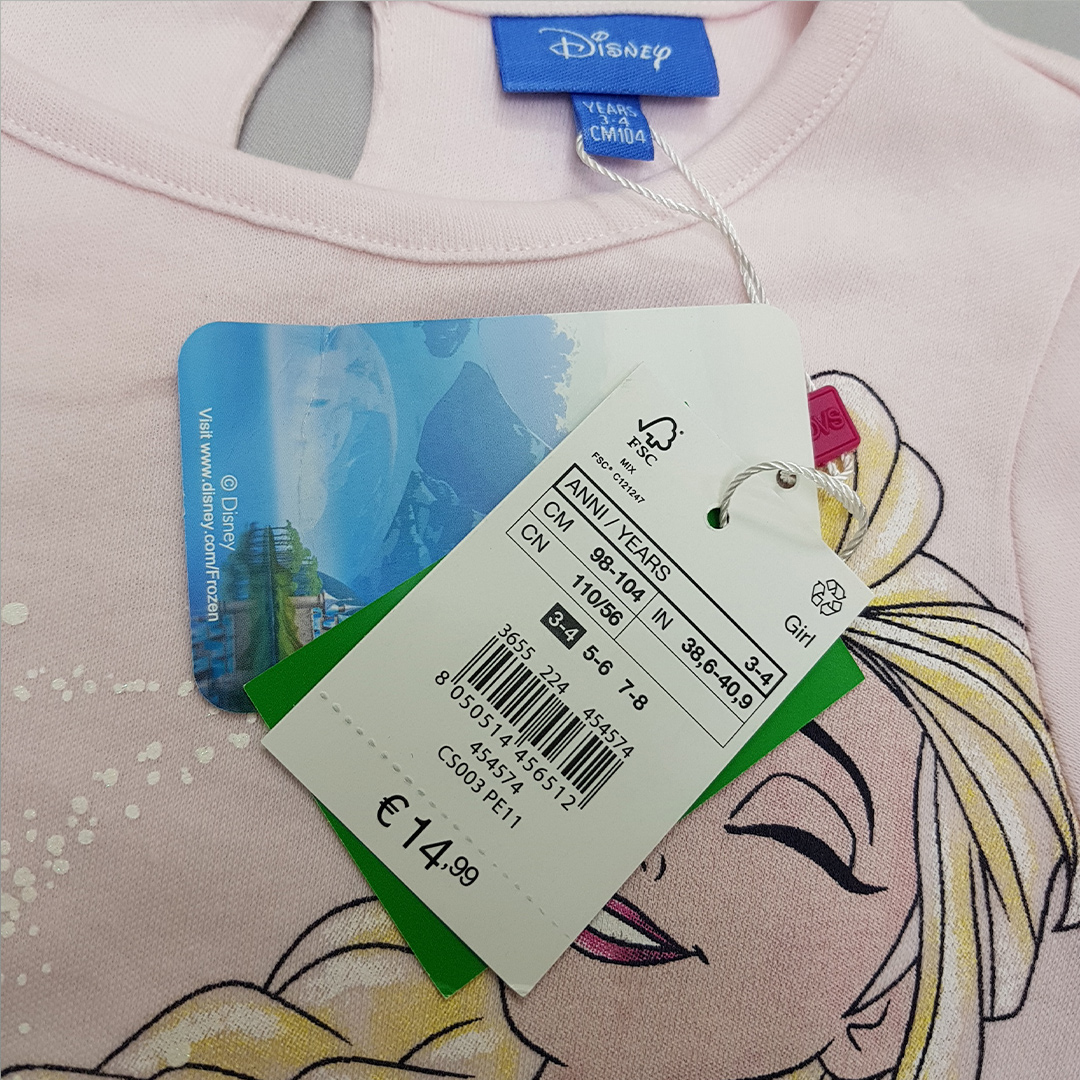 Disney
YEARS
3-4
CM104
Visit www.disney.com/Frozen
© Disney
FSC
MIX
FSC® C121247
OVS
ANNI / YEARS 3-4
CM 98-104 IN 38,6-40,9
CN 110/56
Girl
3-4 5-6 7-8
3655 224 454574
8 050514 456512
454574
CS003 PE11
€ 14,99